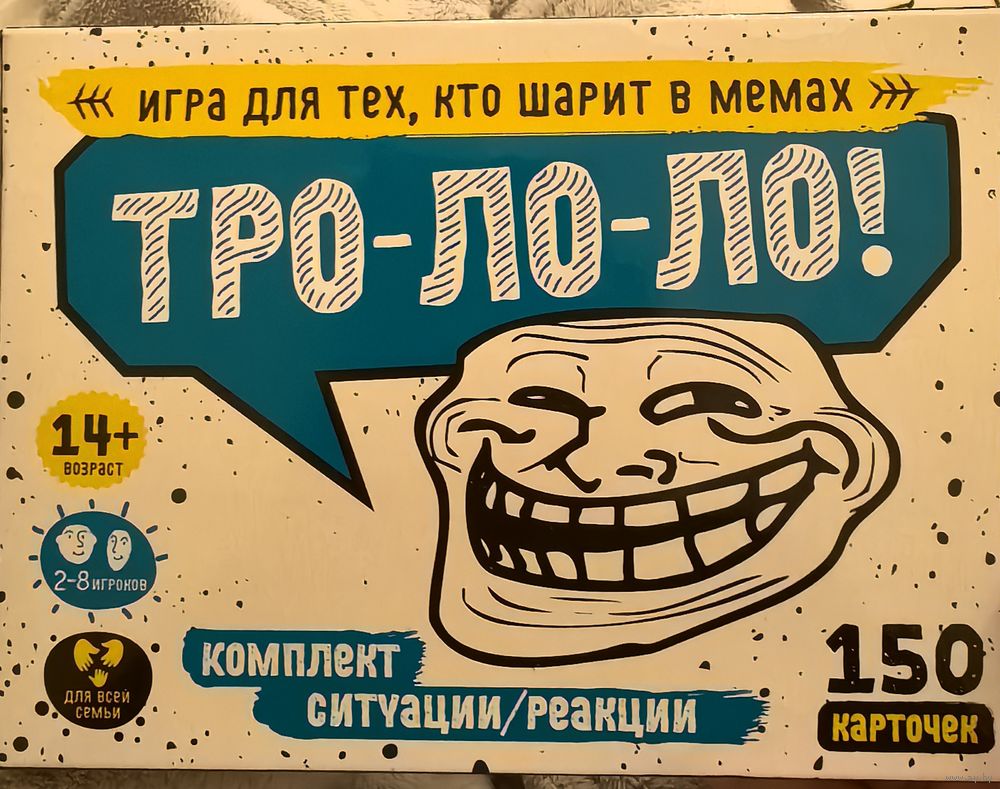 ИГРА ДЛЯ ТЕХ, КТО ШАРИТ В МЕМАХ
ТРО-ЛО-ЛО!
14+
ВОЗРАСТ
2-8 ИГРОКОВ
ДЛЯ ВСЕЙ
СЕМЬИ
КОМПЛЕКТ
СИТУАЦИИ/РЕАКЦИИ
150
КАРТОЧЕК